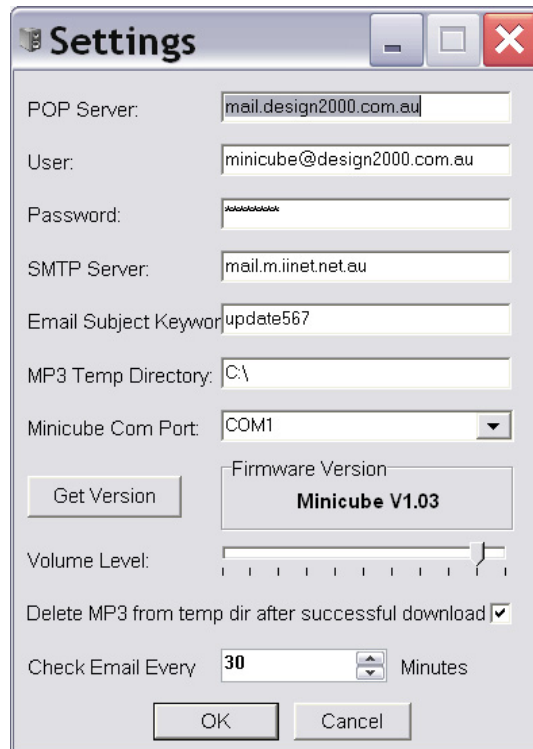 Settings
POP Server: mail.design2000.com.au
User: minicube@design2000.com.au
Password: *********
SMTP Server: mail.m.iinet.net.au
Email Subject Keywor update567
MP3 Temp Directory: C:\
Minicube Com Port: COM1
Firmware Version
Get Version Minicube V1.03
Volume Level:
Delete MP3 from temp dir after successful download
Check Email Every 30 Minutes
OK Cancel